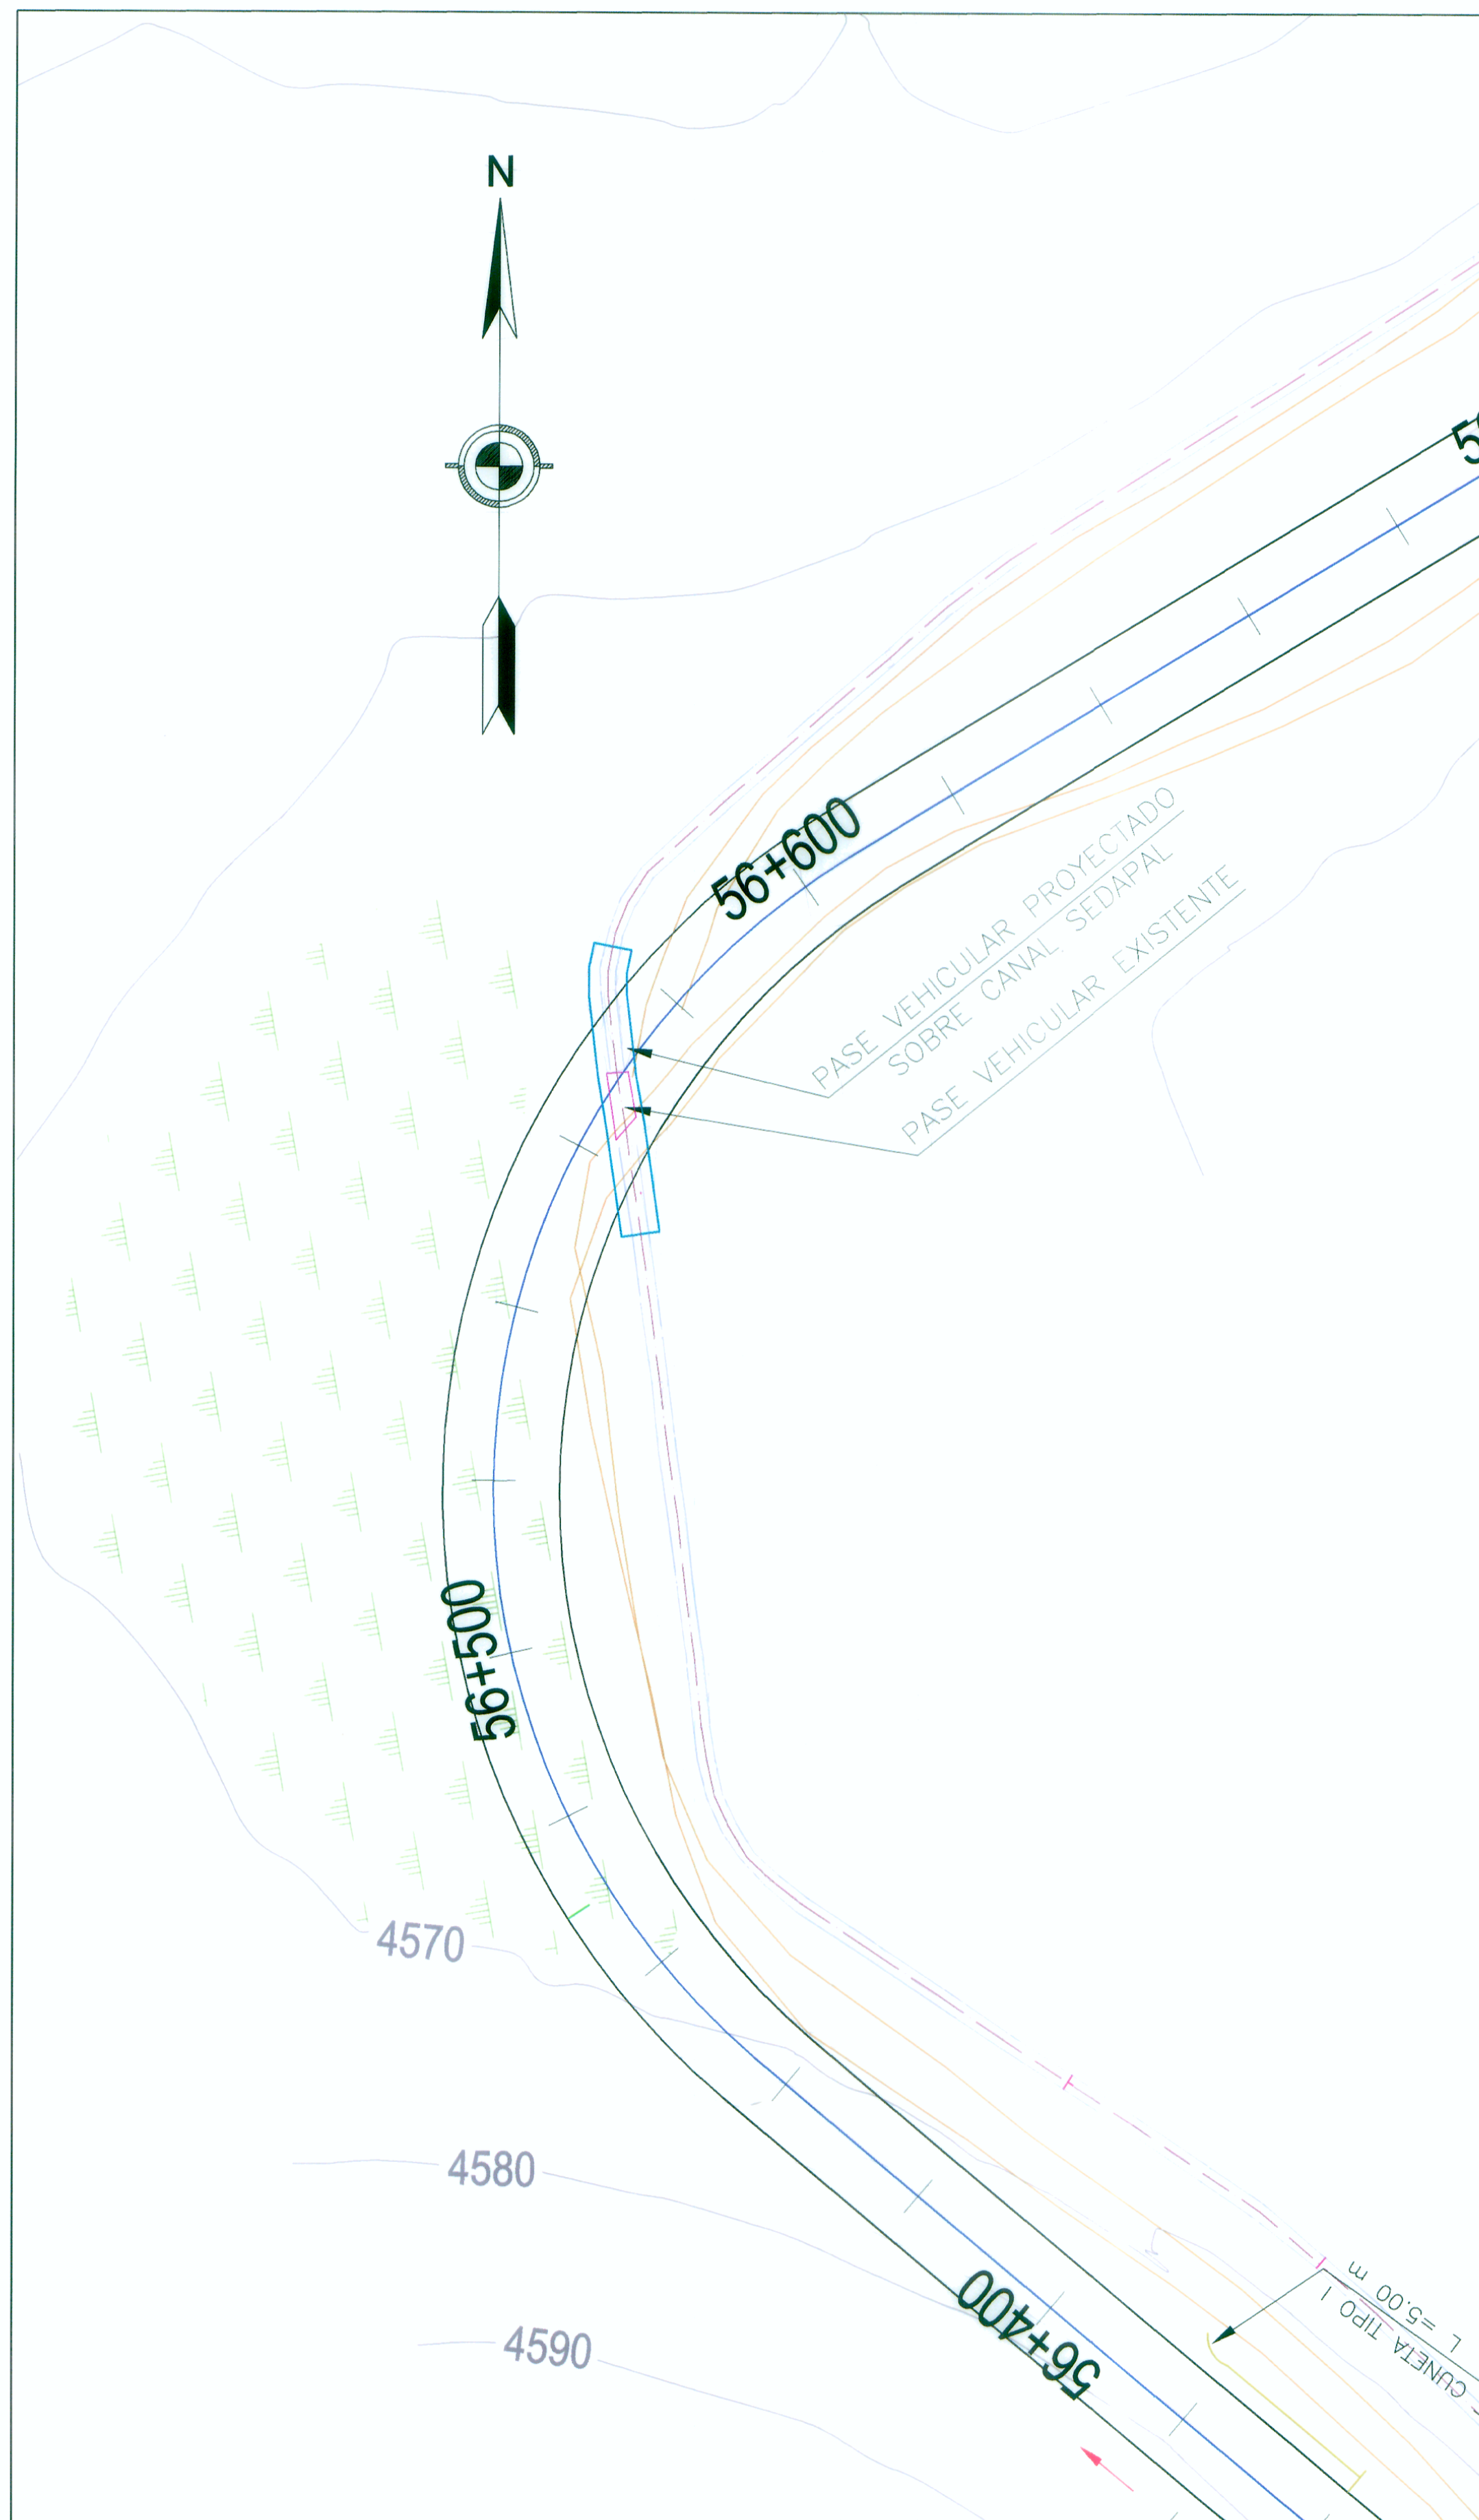 N
56+600
PASE VEHICULAR PROYECTADO
SOBRE CANAL SEDAPAL
PASE VEHICULAR EXISTENTE
56+500
4570
4580
4590
56+400
CUNETA TIPO I
L =5.00 m